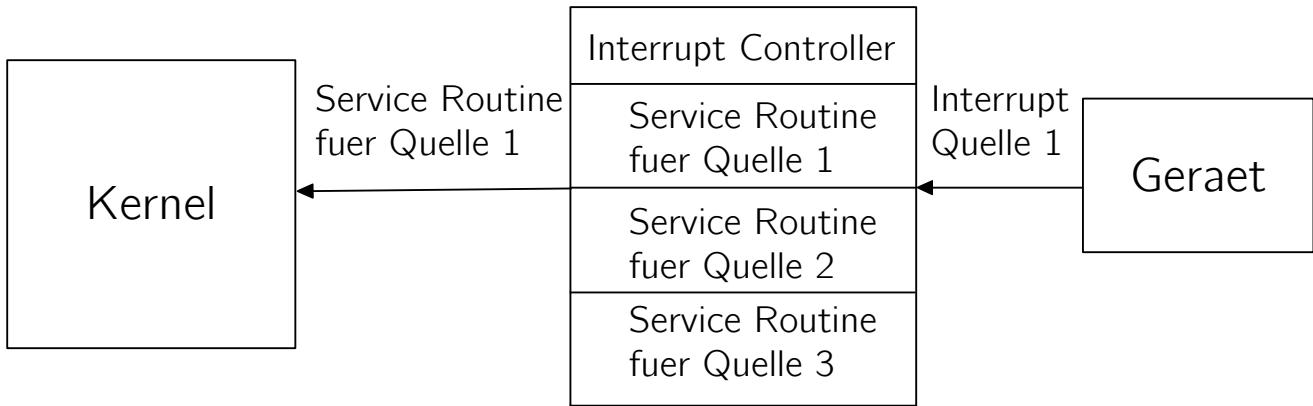 Kernel
Service Routine
fuer Quelle 1
Interrupt Controller
Service Routine
fuer Quelle 1
Service Routine
fuer Quelle 2
Service Routine
fuer Quelle 3
Interrupt
Quelle 1
Geraet